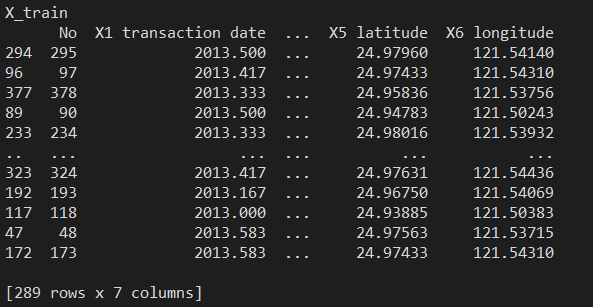 X_train
No X1 transaction date ... X5 latitude X6 longitude
294 295 2013.500 ... 24.97960 121.54140
96 97 2013.417 ... 24.97433 121.54310
377 378 2013.333 ... 24.95836 121.53756
89 90 2013.500 ... 24.94783 121.50243
233 234 2013.333 ... 24.98016 121.53932
.. ... ... ... ... ...
323 324 2013.417 ... 24.97631 121.54436
192 193 2013.167 ... 24.96750 121.54069
117 118 2013.000 ... 24.93885 121.50383
47 48 2013.583 ... 24.97563 121.53715
172 173 2013.583 ... 24.97433 121.54310
[289 rows x 7 columns]